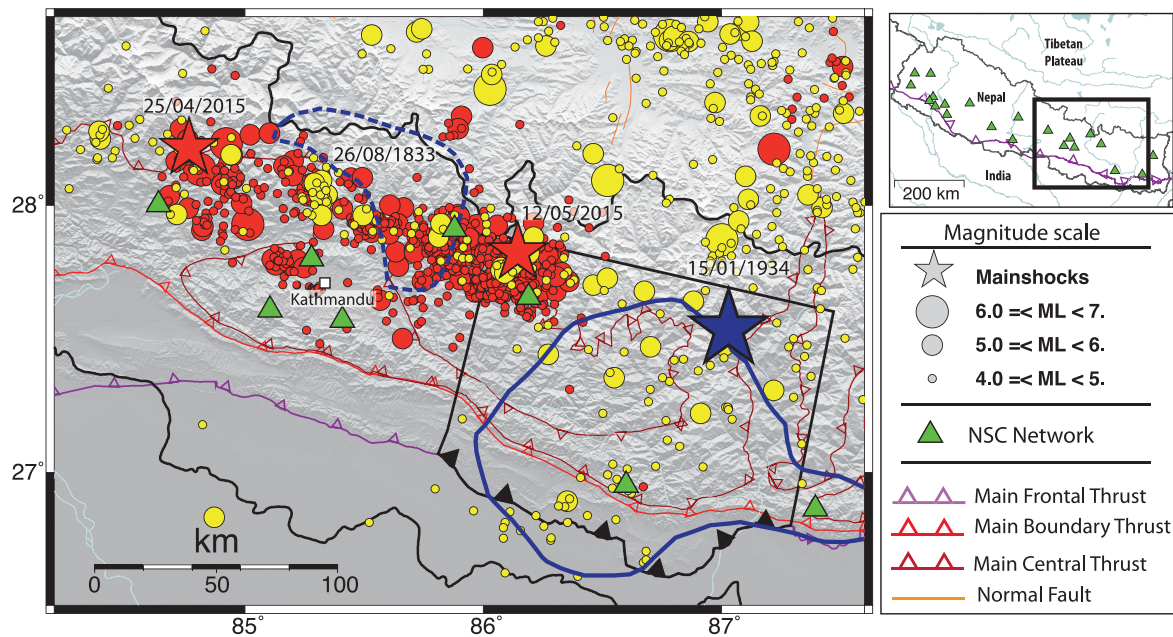 25/04/2015
26/08/1833
12/05/2015
15/01/1934
Kathmandu
28°
27°
km
0 50 100
85° 86° 87°
Tibetan
Plateau
Nepal
India
200 km
Magnitude scale
Mainshocks
6.0 =< ML < 7.
5.0 =< ML < 6.
4.0 =< ML < 5.
NSC Network
Main Frontal Thrust
Main Boundary Thrust
Main Central Thrust
Normal Fault